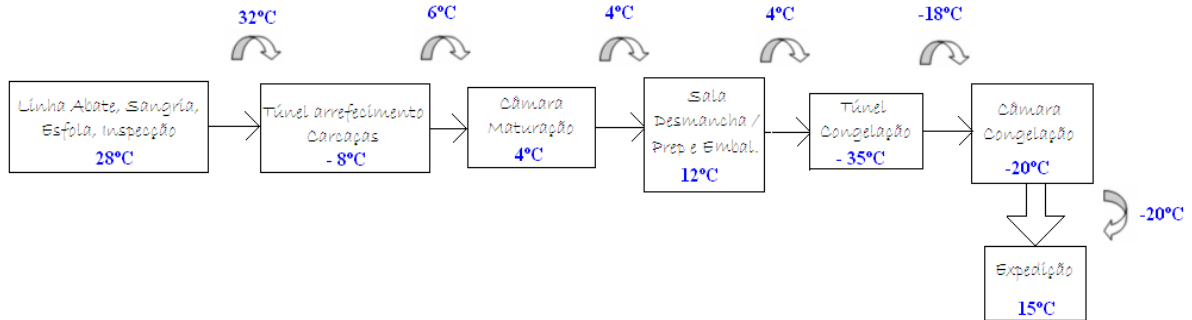 32ºC
6ºC
4ºC
4ºC
-18ºC
Linha Abate, Sangria,
Esfola, Inspecção
28ºC
Túnel arrefecimento
Carcaças
- 8ºC
Câmara
Maturação
4ºC
Sala
Desmancha /
Prep e Embal.
12ºC
Túnel
Congelação
- 35ºC
Câmara
Congelação
-20ºC
-20ºC
Expedição
15ºC